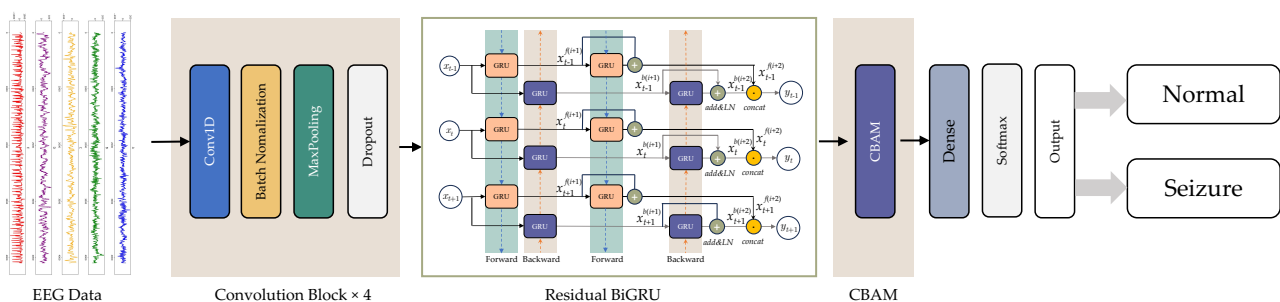 Conv1D
Batch Nomalization
MaxPooling
Dropout
x_{t-1}
GRU
x_{t-1}^{f(i+1)}
GRU
+
x_{t-1}^{f(i+2)}
GRU
x_{t-1}^{b(i+1)}
GRU
+
x_{t-1}^{b(i+2)}
·
y_{t-1}
add&LN
concat
x_t
GRU
x_t^{f(i+1)}
GRU
+
x_t^{f(i+2)}
GRU
x_t^{b(i+1)}
GRU
+
x_t^{b(i+2)}
·
y_t
add&LN
concat
x_{t+1}
GRU
x_{t+1}^{f(i+1)}
GRU
+
x_{t+1}^{f(i+2)}
GRU
x_{t+1}^{b(i+1)}
GRU
+
x_{t+1}^{b(i+2)}
·
y_{t+1}
add&LN
concat
Forward
Backward
Forward
Backward
CBAM
Dense
Softmax
Output
Normal
Seizure
EEG Data
Convolution Block × 4
Residual BiGRU
CBAM